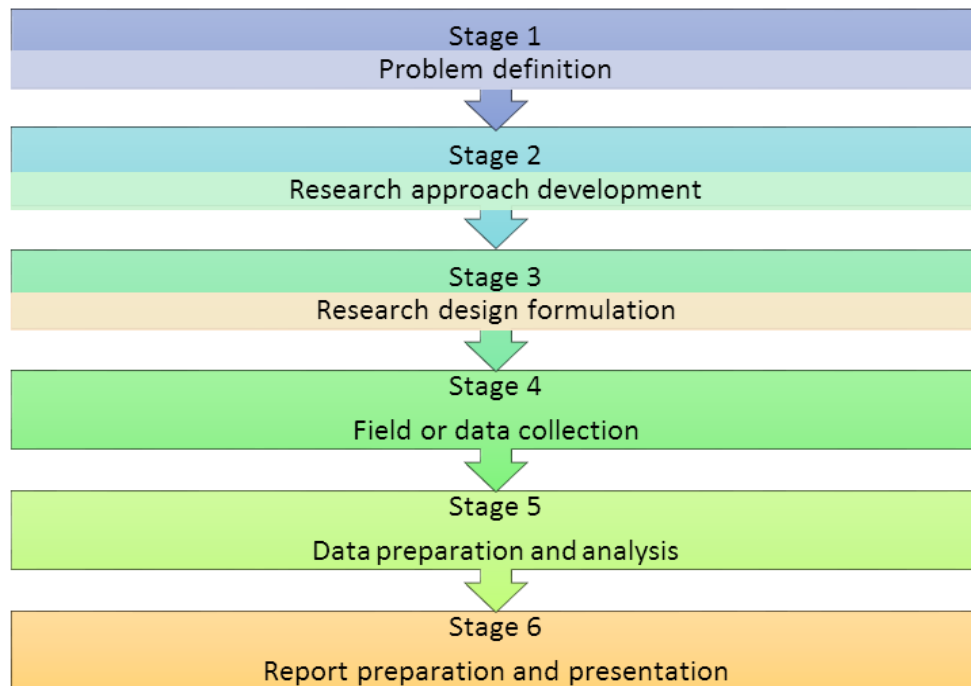 Stage 1
Problem definition
Stage 2
Research approach development
Stage 3
Research design formulation
Stage 4
Field or data collection
Stage 5
Data preparation and analysis
Stage 6
Report preparation and presentation